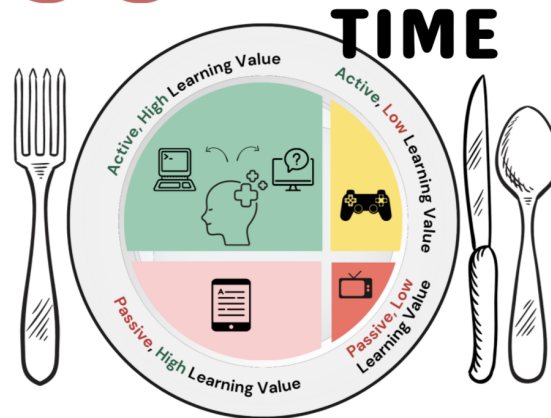 TIME
Active, High Learning Value
Active, Low Learning Value
Passive, High Learning Value
Passive, Low
Learning Value